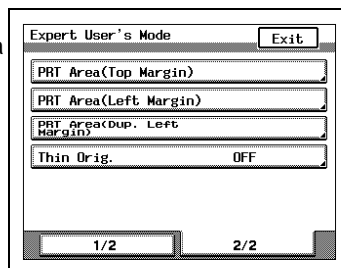 Expert User's Mode
Exit
PRT Area(Top Margin)
PRT Area(Left Margin)
PRT Area(Dup. Left
Margin)
Thin Orig. OFF
1/2 2/2